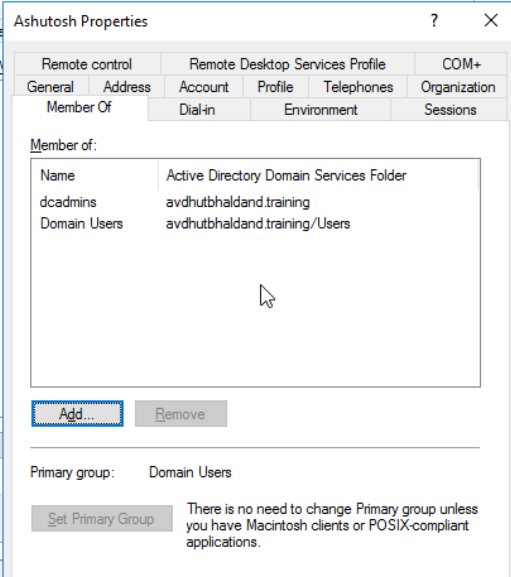 Ashutosh Properties
? ×
Remote control Remote Desktop Services Profile COM+
General Address Account Profile Telephones Organization
Member Of Dial-in Environment Sessions
Member of:
Name Active Directory Domain Services Folder
dcadmins avdhutbhaldand.training
Domain Users avdhutbhaldand.training/Users
Add... Remove
Primary group: Domain Users
Set Primary Group
There is no need to change Primary group unless
you have Macintosh clients or POSIX-compliant
applications.